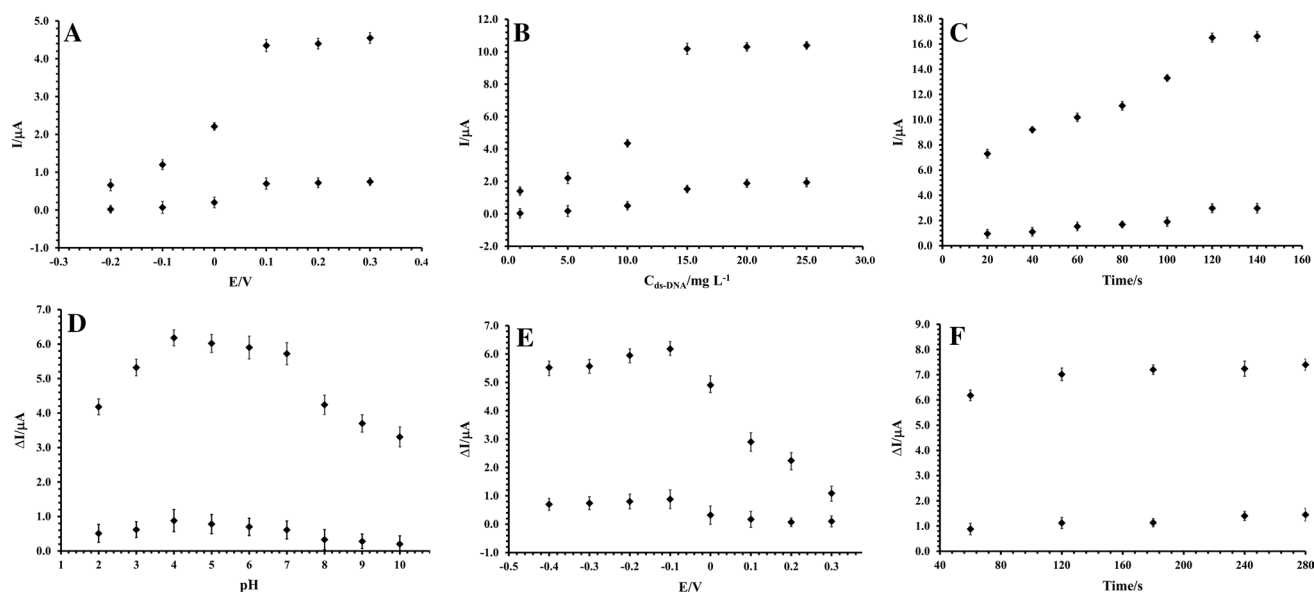 A
I/μA
5.0
4.0
3.0
2.0
1.0
0.0
-1.0
-0.3 -0.2 -0.1 0 0.1 0.2 0.3 0.4
E/V
B
I/μA
12.0
10.0
8.0
6.0
4.0
2.0
0.0
-2.0
0.0 5.0 10.0 15.0 20.0 25.0 30.0
Cds-DNA/mg L⁻¹
C
I/μA
18.0
16.0
14.0
12.0
10.0
8.0
6.0
4.0
2.0
0.0
0 20 40 60 80 100 120 140 160
Time/s
D
ΔI/μA
7.0
6.0
5.0
4.0
3.0
2.0
1.0
0.0
1 2 3 4 5 6 7 8 9 10
pH
E
ΔI/μA
7.0
6.0
5.0
4.0
3.0
2.0
1.0
0.0
-1.0
-0.5 -0.4 -0.3 -0.2 -0.1 0 0.1 0.2 0.3
E/V
F
ΔI/μA
9.0
8.0
7.0
6.0
5.0
4.0
3.0
2.0
1.0
0.0
40 80 120 160 200 240 280
Time/s